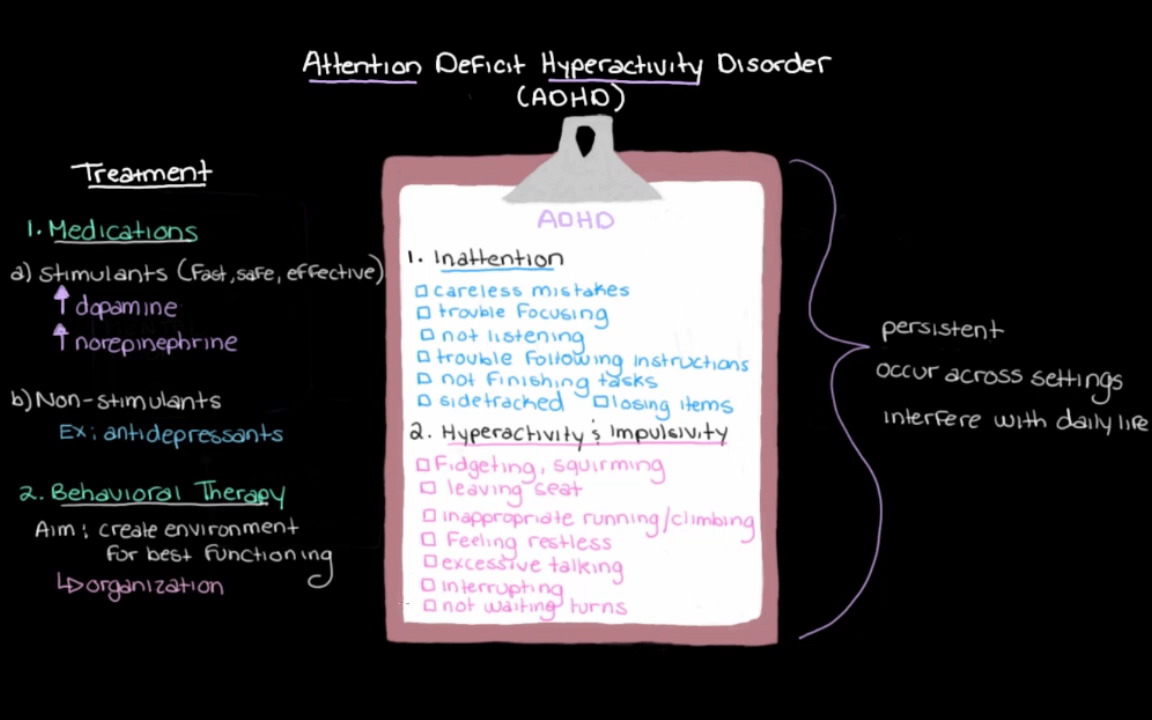 Attention Deficit Hyperactivity Disorder
(ADHD)
Treatment
1. Medications
a) Stimulants (Fast, safe, effective)
↑ dopamine
↑ norepinephrine
b) Non-stimulants
Ex: antidepressants
2. Behavioral Therapy
Aim: create environment
for best functioning
↳ organization
ADHD
1. Inattention
□ careless mistakes
□ trouble focusing
□ not listening
□ trouble following instructions
□ not finishing tasks
□ sidetracked □ losing items
2. Hyperactivity & Impulsivity
□ Fidgeting, squirming
□ leaving seat
□ inappropriate running/climbing
□ Feeling restless
□ excessive talking
□ interrupting
□ not waiting turns
persistent
occur across settings
interfere with daily life